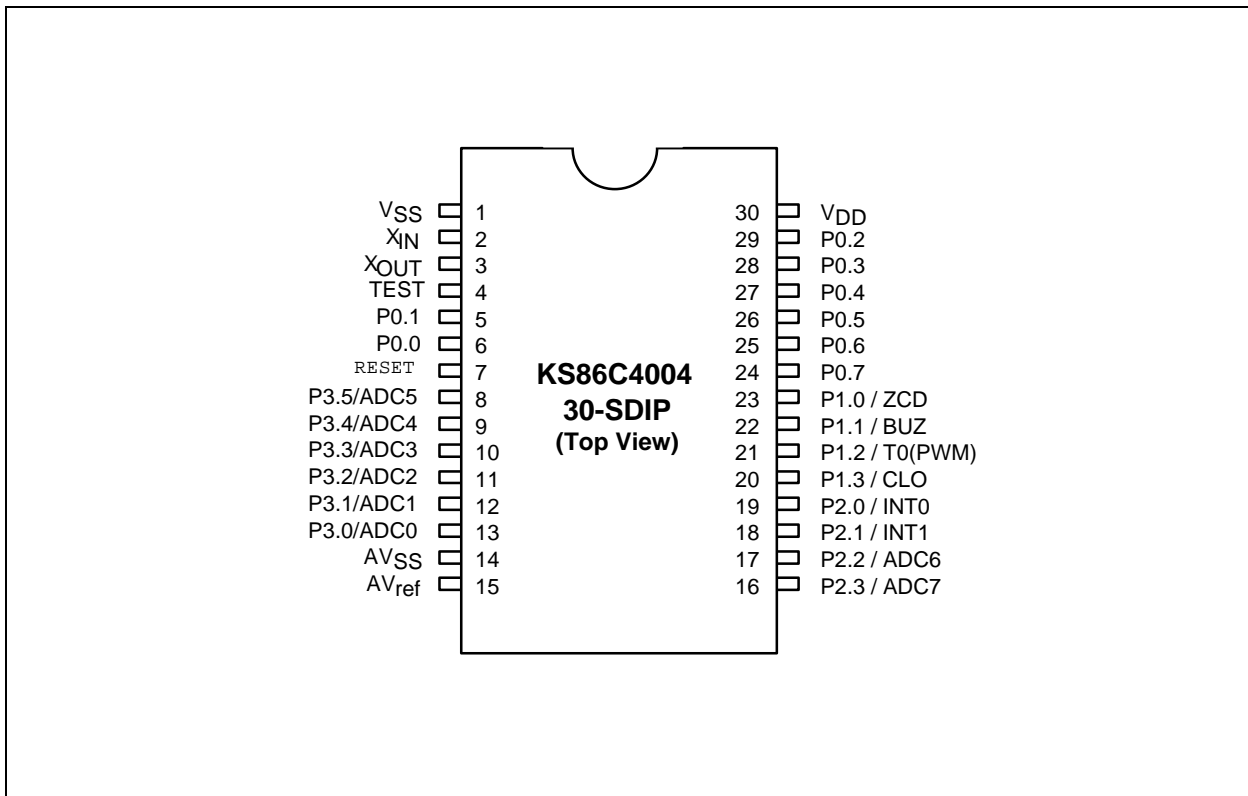 VSS 1
XIN 2
XOUT 3
TEST 4
P0.1 5
P0.0 6
RESET 7
P3.5/ADC5 8
P3.4/ADC4 9
P3.3/ADC3 10
P3.2/ADC2 11
P3.1/ADC1 12
P3.0/ADC0 13
AVSS 14
AVref 15
KS86C4004
30-SDIP
(Top View)
30 VDD
29 P0.2
28 P0.3
27 P0.4
26 P0.5
25 P0.6
24 P0.7
23 P1.0 / ZCD
22 P1.1 / BUZ
21 P1.2 / T0(PWM)
20 P1.3 / CLO
19 P2.0 / INT0
18 P2.1 / INT1
17 P2.2 / ADC6
16 P2.3 / ADC7